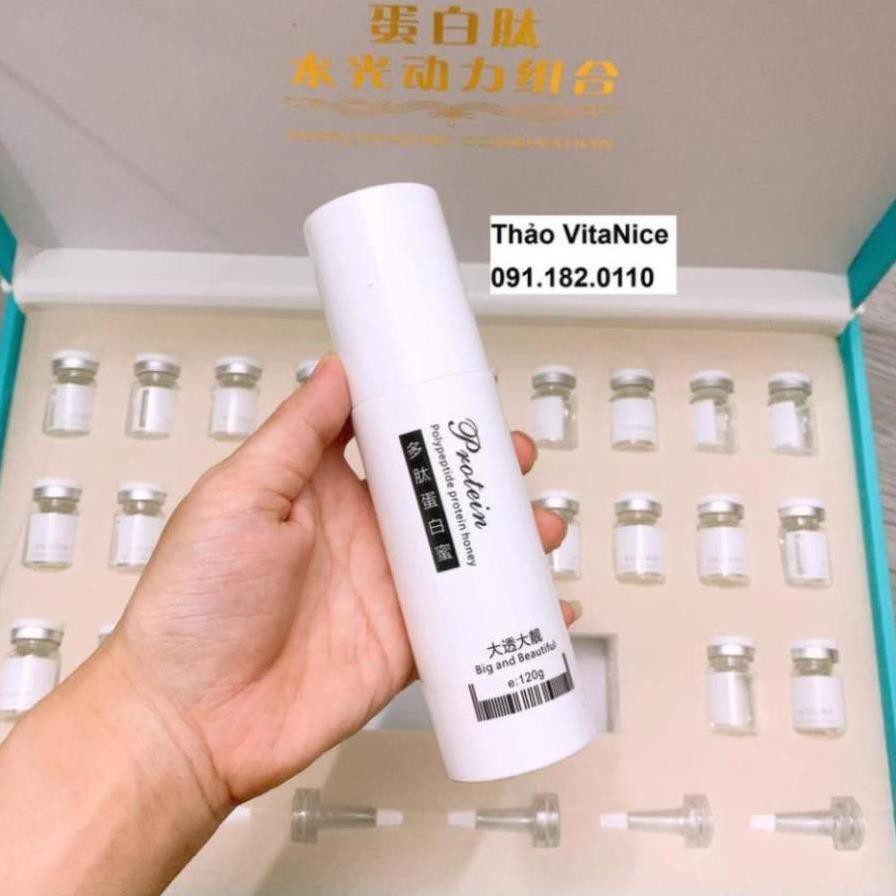 蛋白肽
水光动力组合
COMBINATION
Thảo VitaNice
091.182.0110
Protein
Polypeptide protein honey
多肽蛋白蜜
大透大靓
Big and Beautiful
e:120g